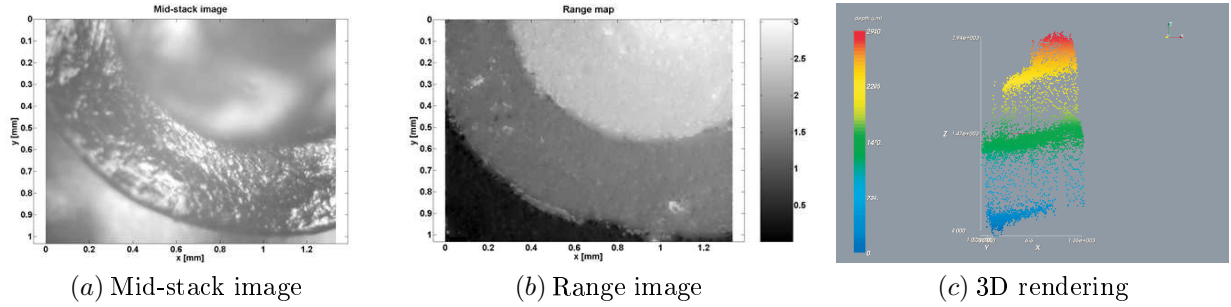 Mid-stack image
0
0.1
0.2
0.3
0.4
0.5
0.6
0.7
0.8
0.9
1
y [mm]
0 0.2 0.4 0.6 0.8 1 1.2
x [mm]
Range map
0
0.1
0.2
0.3
0.4
0.5
0.6
0.7
0.8
0.9
1
y [mm]
0 0.2 0.4 0.6 0.8 1 1.2
x [mm]
3
2.5
2
1.5
1
0.5
depth (µm)
0
Z
Y X
(a) Mid-stack image
(b) Range image
(c) 3D rendering